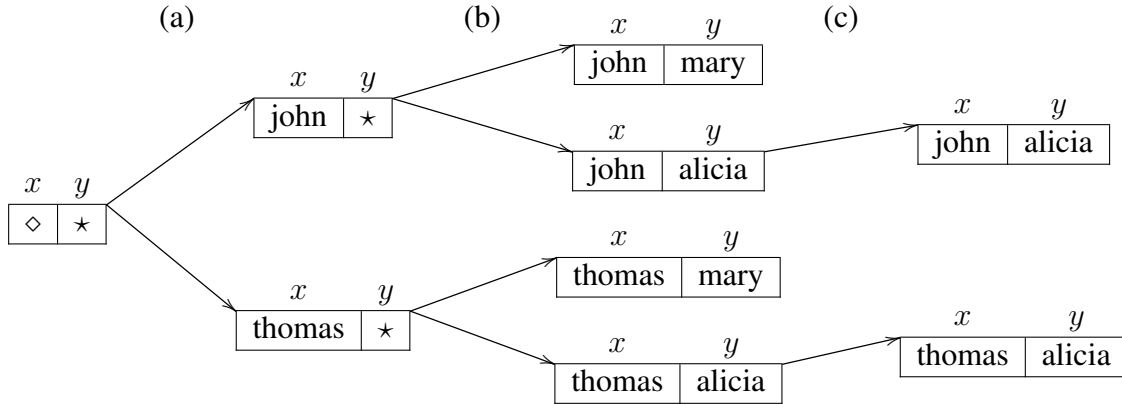 (a) (b) (c)
x y
john mary
x y
john ⋆
x y
john alicia
x y
john alicia
x y
◇ ⋆
x y
thomas mary
x y
thomas ⋆
x y
thomas alicia
x y
thomas alicia